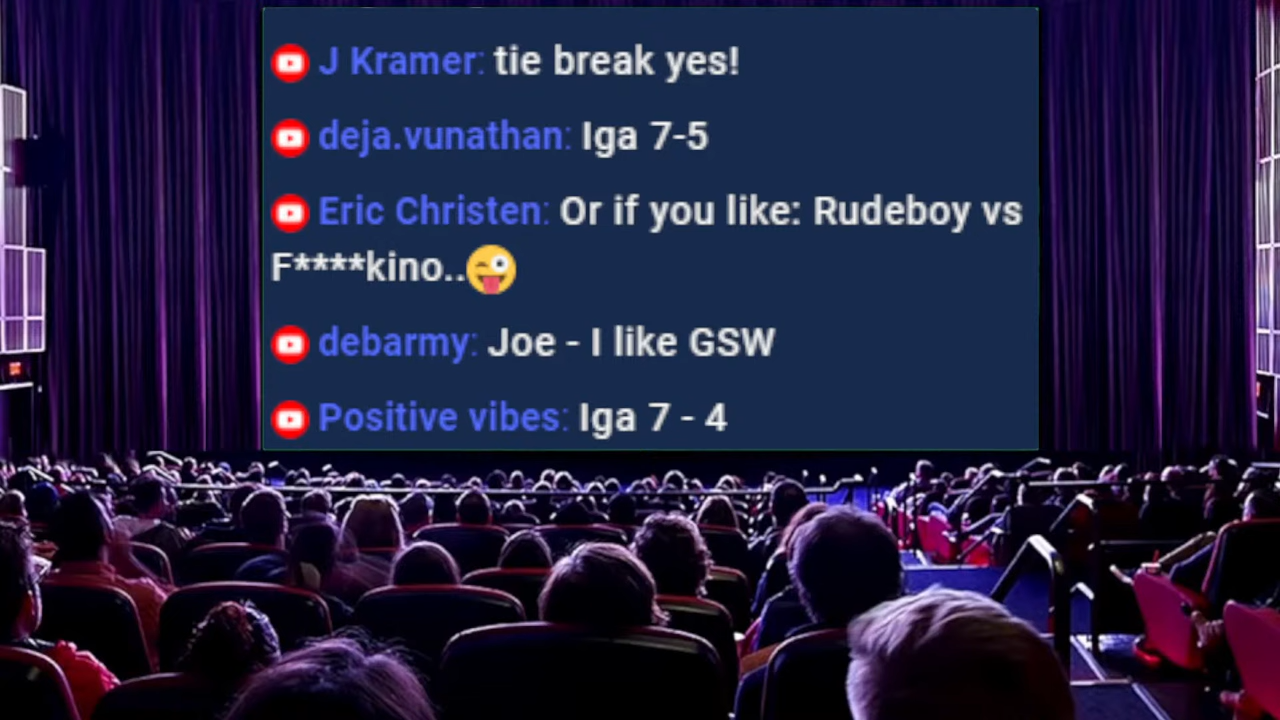 J Kramer: tie break yes!
deja.vunathan: Iga 7-5
Eric Christen: Or if you like: Rudeboy vs
F****kino..😜
debarmy: Joe - I like GSW
Positive vibes: Iga 7 - 4